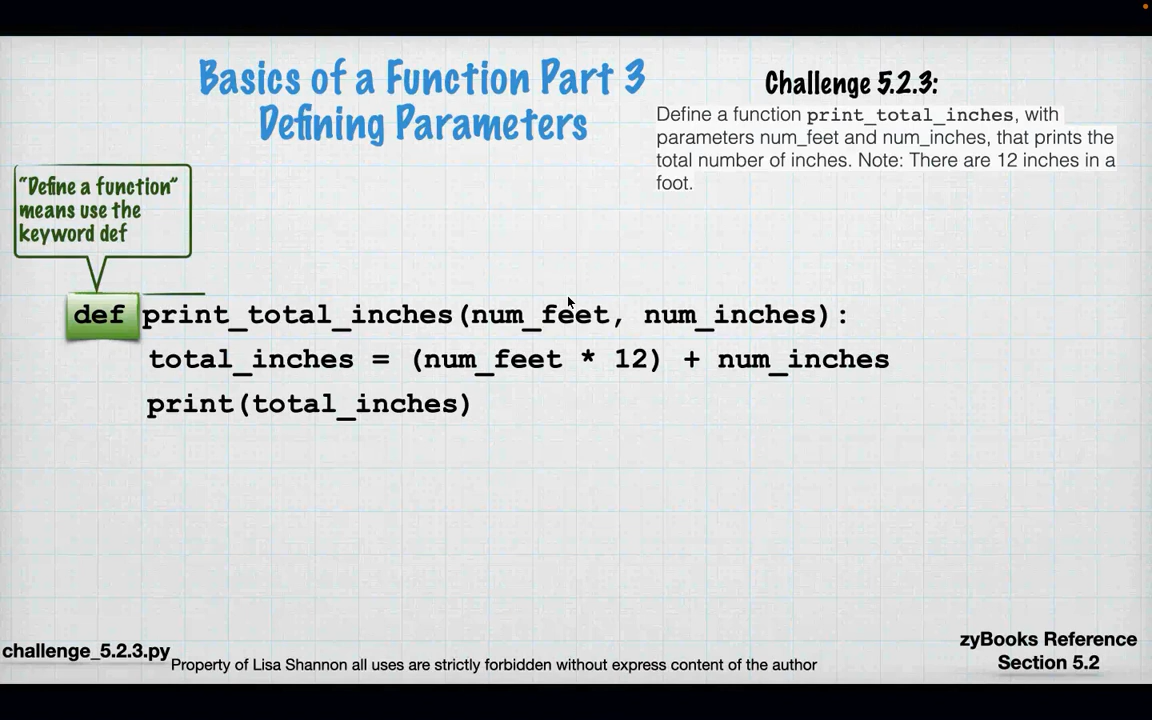 Basics of a Function Part 3
Defining Parameters
Challenge 5.2.3:
Define a function print_total_inches, with
parameters num_feet and num_inches, that prints the
total number of inches. Note: There are 12 inches in a
foot.
“Define a function”
means use the
keyword def
def print_total_inches(num_feet, num_inches):
    total_inches = (num_feet * 12) + num_inches
    print(total_inches)
challenge_5.2.3.py
Property of Lisa Shannon all uses are strictly forbidden without express content of the author
zyBooks Reference
Section 5.2